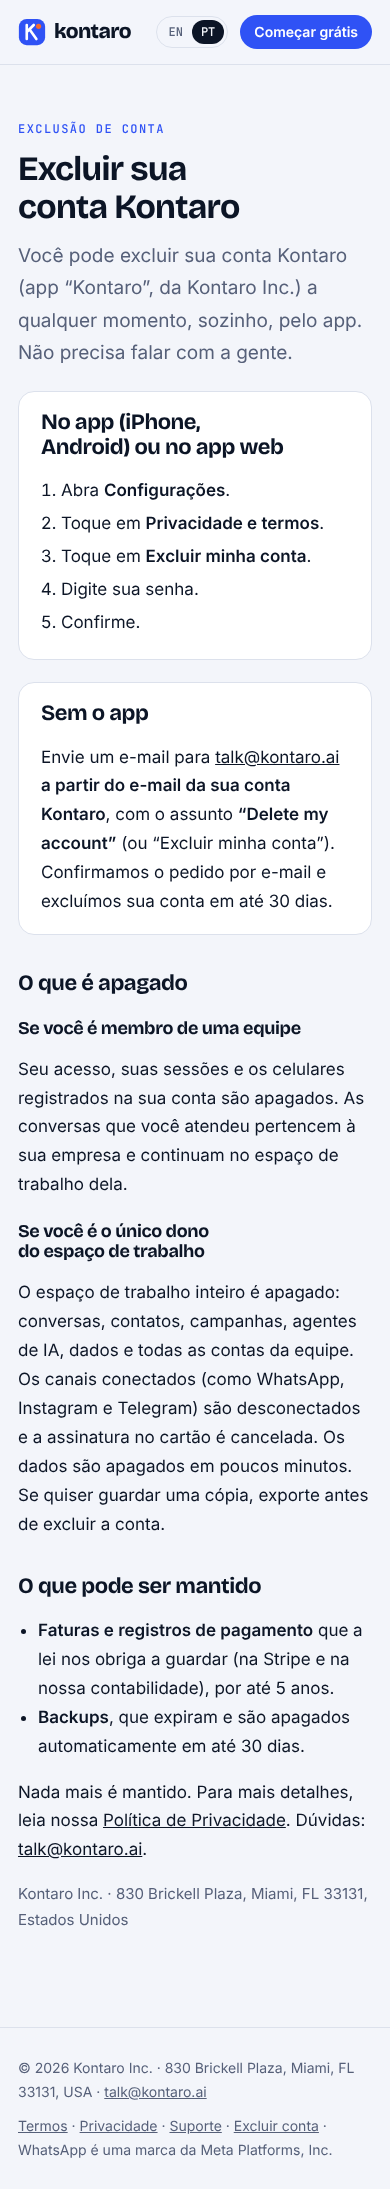 kontaro EN PT Começar grátis
EXCLUSÃO DE CONTA
Excluir sua
conta Kontaro
Você pode excluir sua conta Kontaro
(app “Kontaro”, da Kontaro Inc.) a
qualquer momento, sozinho, pelo app.
Não precisa falar com a gente.
No app (iPhone,
Android) ou no app web
1. Abra Configurações.
2. Toque em Privacidade e termos.
3. Toque em Excluir minha conta.
4. Digite sua senha.
5. Confirme.
Sem o app
Envie um e-mail para talk@kontaro.ai
a partir do e-mail da sua conta
Kontaro, com o assunto “Delete my
account” (ou “Excluir minha conta”).
Confirmamos o pedido por e-mail e
excluímos sua conta em até 30 dias.
O que é apagado
Se você é membro de uma equipe
Seu acesso, suas sessões e os celulares
registrados na sua conta são apagados. As
conversas que você atendeu pertencem à
sua empresa e continuam no espaço de
trabalho dela.
Se você é o único dono
do espaço de trabalho
O espaço de trabalho inteiro é apagado:
conversas, contatos, campanhas, agentes
de IA, dados e todas as contas da equipe.
Os canais conectados (como WhatsApp,
Instagram e Telegram) são desconectados
e a assinatura no cartão é cancelada. Os
dados são apagados em poucos minutos.
Se quiser guardar uma cópia, exporte antes
de excluir a conta.
O que pode ser mantido
• Faturas e registros de pagamento que a
lei nos obriga a guardar (na Stripe e na
nossa contabilidade), por até 5 anos.
• Backups, que expiram e são apagados
automaticamente em até 30 dias.
Nada mais é mantido. Para mais detalhes,
leia nossa Política de Privacidade. Dúvidas:
talk@kontaro.ai.
Kontaro Inc. · 830 Brickell Plaza, Miami, FL 33131,
Estados Unidos
© 2026 Kontaro Inc. · 830 Brickell Plaza, Miami, FL
33131, USA · talk@kontaro.ai
Termos · Privacidade · Suporte · Excluir conta ·
WhatsApp é uma marca da Meta Platforms, Inc.